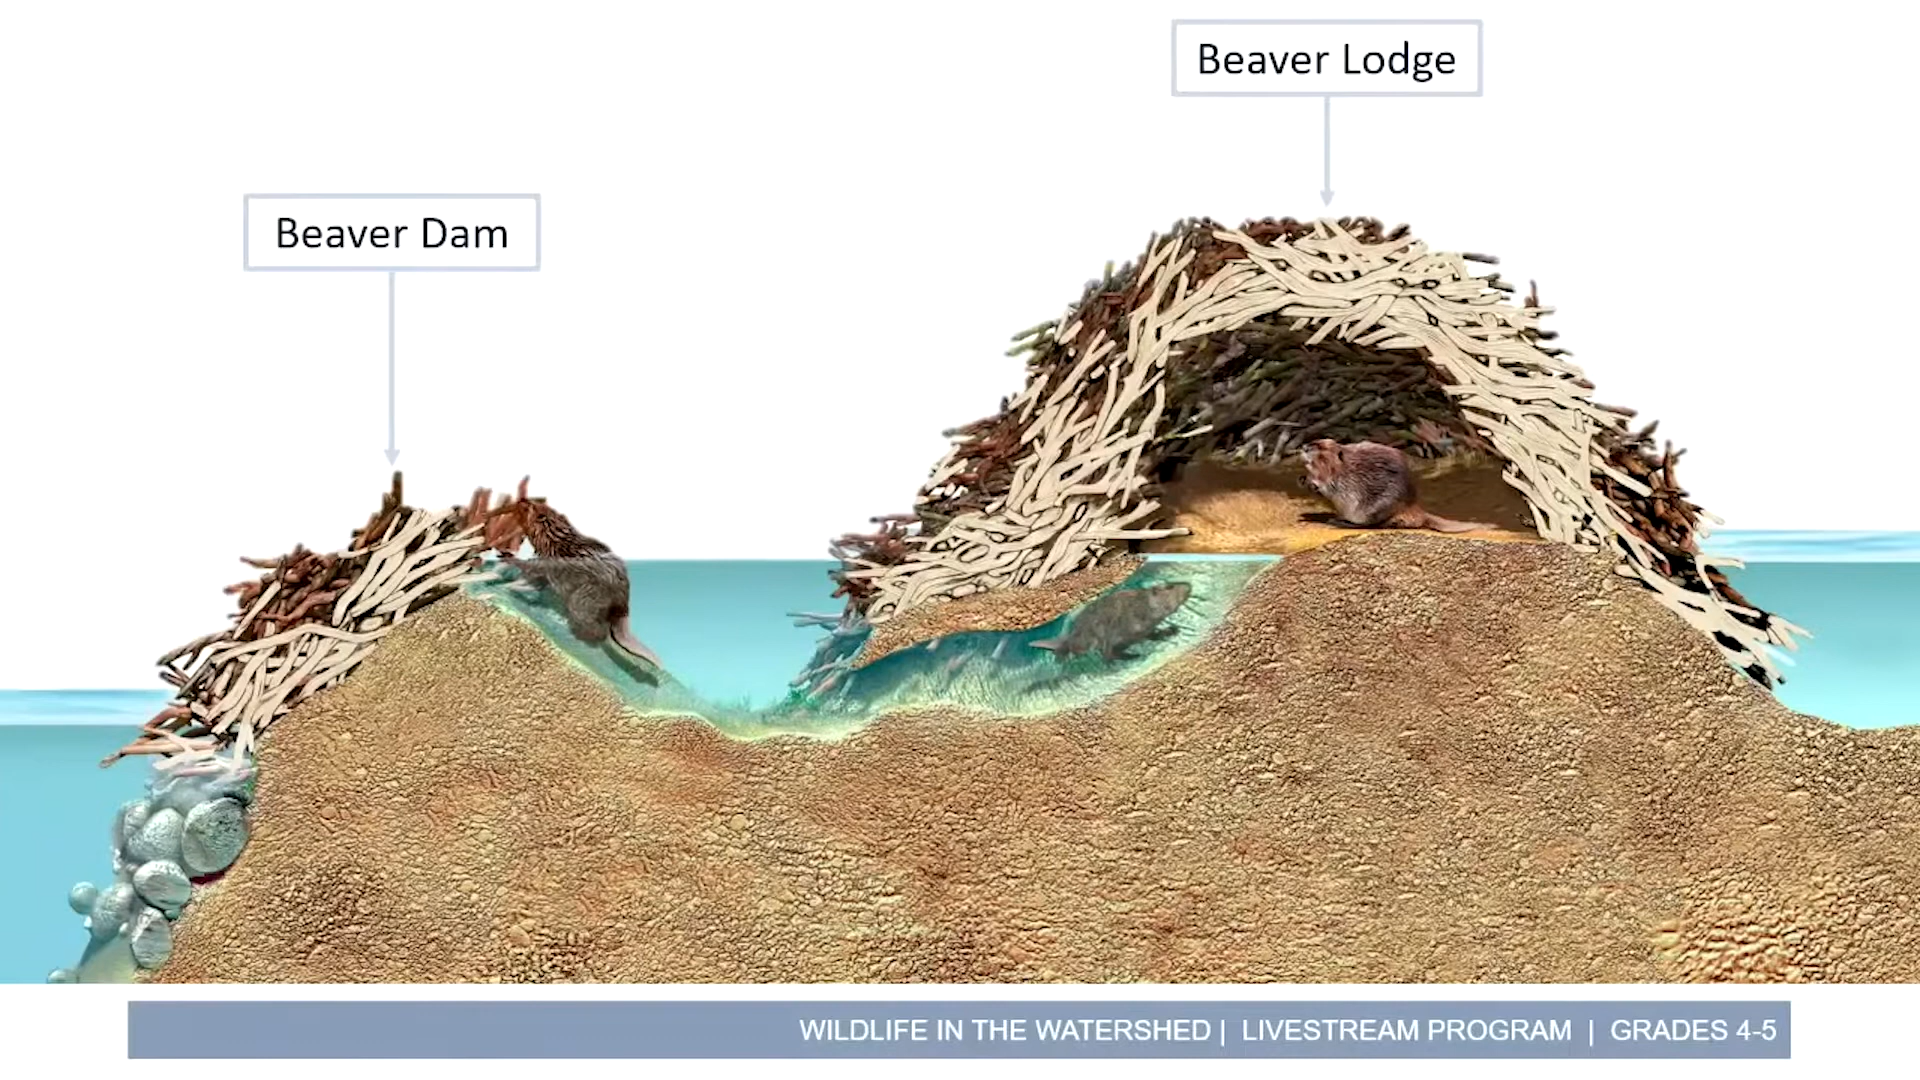 Beaver Lodge
Beaver Dam
WILDLIFE IN THE WATERSHED | LIVESTREAM PROGRAM | GRADES 4-5